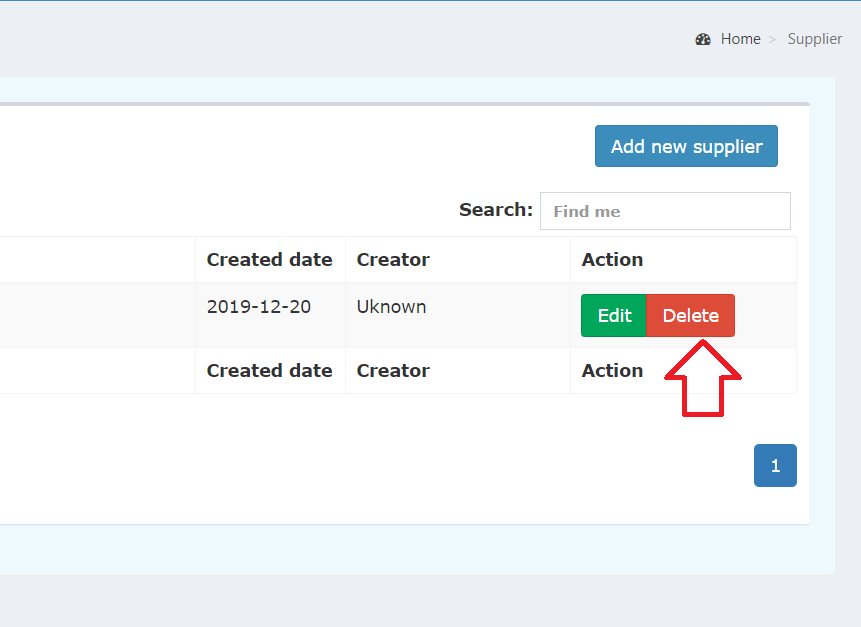 Home > Supplier
Add new supplier
Search: Find me
Created date Creator Action
2019-12-20 Uknown Edit Delete
Created date Creator Action
1